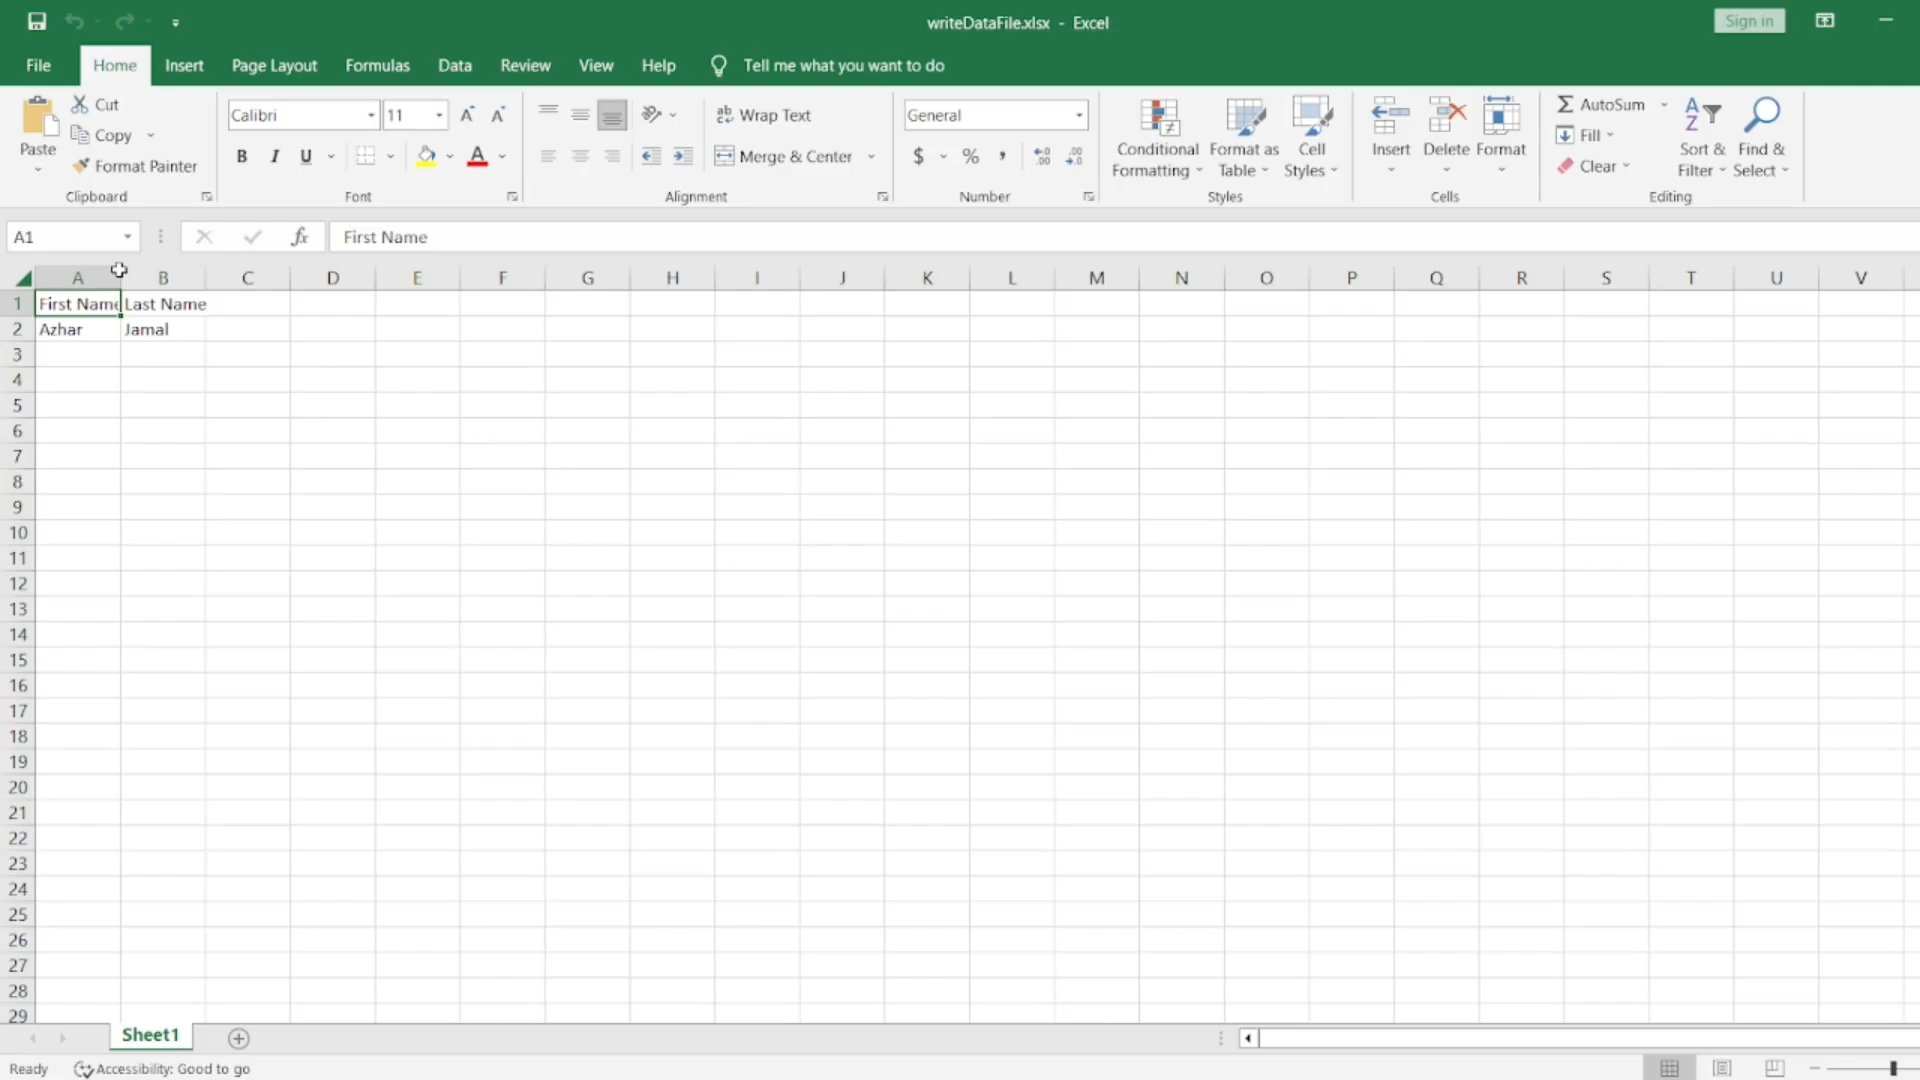 writeDataFile.xlsx - Excel
Sign in
File Home Insert Page Layout Formulas Data Review View Help Tell me what you want to do
Paste
Cut
Copy
Format Painter
Clipboard
Calibri 11
B I U
Font
Wrap Text
Merge & Center
Alignment
General
$ % ,
Number
Conditional Formatting
Format as Table
Cell Styles
Styles
Insert Delete Format
Cells
AutoSum
Fill
Clear
Sort & Filter
Find & Select
Editing
A1 fx First Name
A B C D E F G H I J K L M N O P Q R S T U V
1 First Name Last Name
2 Azhar Jamal
3
4
5
6
7
8
9
10
11
12
13
14
15
16
17
18
19
20
21
22
23
24
25
26
27
28
29
Sheet1
Ready Accessibility: Good to go